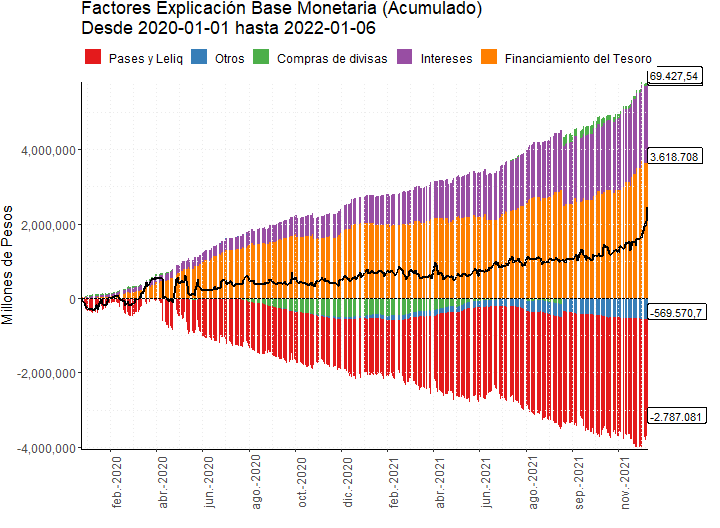 Factores Explicación Base Monetaria (Acumulado)
Desde 2020-01-01 hasta 2022-01-06
Pases y Leliq Otros Compras de divisas Intereses Financiamiento del Tesoro
Millones de Pesos
4,000,000
2,000,000
0
-2,000,000
-4,000,000
69.427,54
3.618.708
-569.570,7
-2.787.081
feb.-2020
abr.-2020
jun.-2020
ago.-2020
oct.-2020
dic.-2020
feb.-2021
abr.-2021
jun.-2021
ago.-2021
sep.-2021
nov.-2021